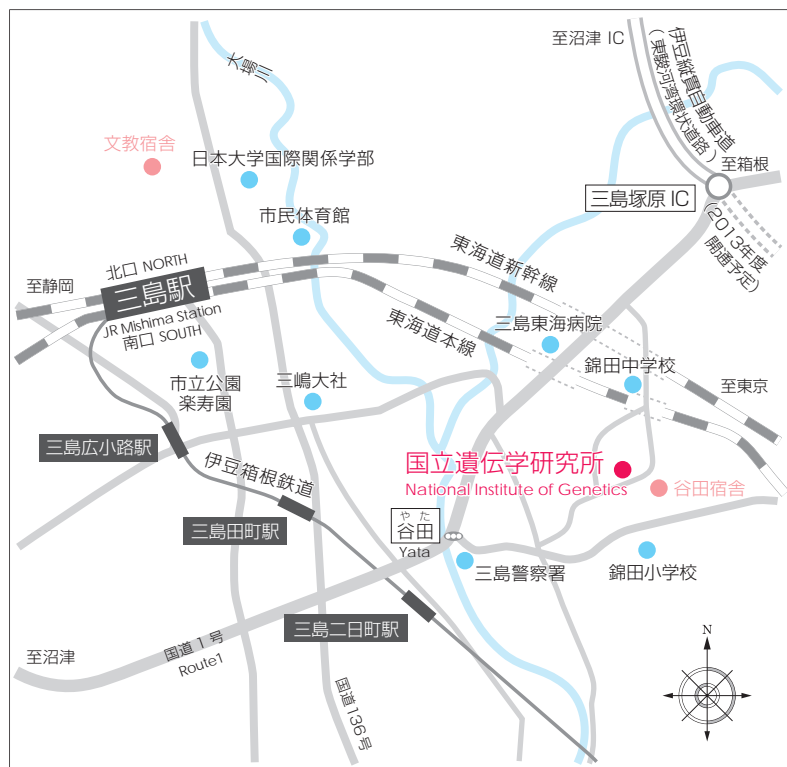 至沼津 IC
伊豆縦貫自動車道
(東駿河湾環状道路)
大場川
文教宿舎
日本大学国際関係学部
至箱根
三島塚原 IC
市民体育館
(2013年度
開通予定)
東海道新幹線
北口 NORTH
至静岡
三島駅
JR Mishima Station
南口 SOUTH
東海道本線
三島東海病院
錦田中学校
至東京
市立公園
楽寿園
三嶋大社
三島広小路駅
伊豆箱根鉄道
国立遺伝学研究所
National Institute of Genetics
谷田宿舎
三島田町駅
やた
谷田
Yata
三島警察署
錦田小学校
三島二日町駅
至沼津
国道1号
Route1
国道136号
N